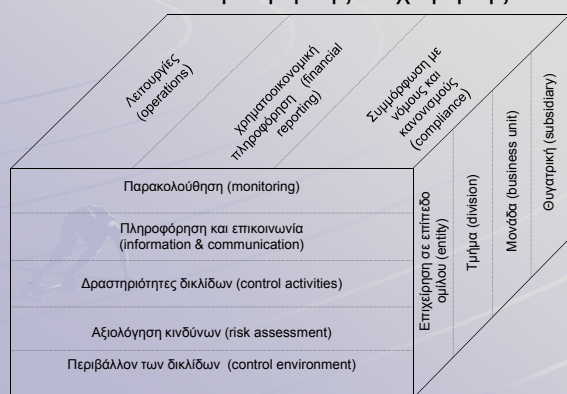 Λειτουργίες
(operations)
Χρηματοοικονομική
πληροφόρηση (financial
reporting)
Συμμόρφωση με
νόμους και
κανονισμούς
(compliance)
Παρακολούθηση (monitoring)
Πληροφόρηση και επικοινωνία
(information & communication)
Δραστηριότητες δικλίδων (control activities)
Αξιολόγηση κινδύνων (risk assessment)
Περιβάλλον των δικλίδων (control environment)
Επιχείρηση σε επίπεδο
ομίλου (entity)
Τμήμα (division)
Μονάδα (business unit)
Θυγατρική (subsidiary)